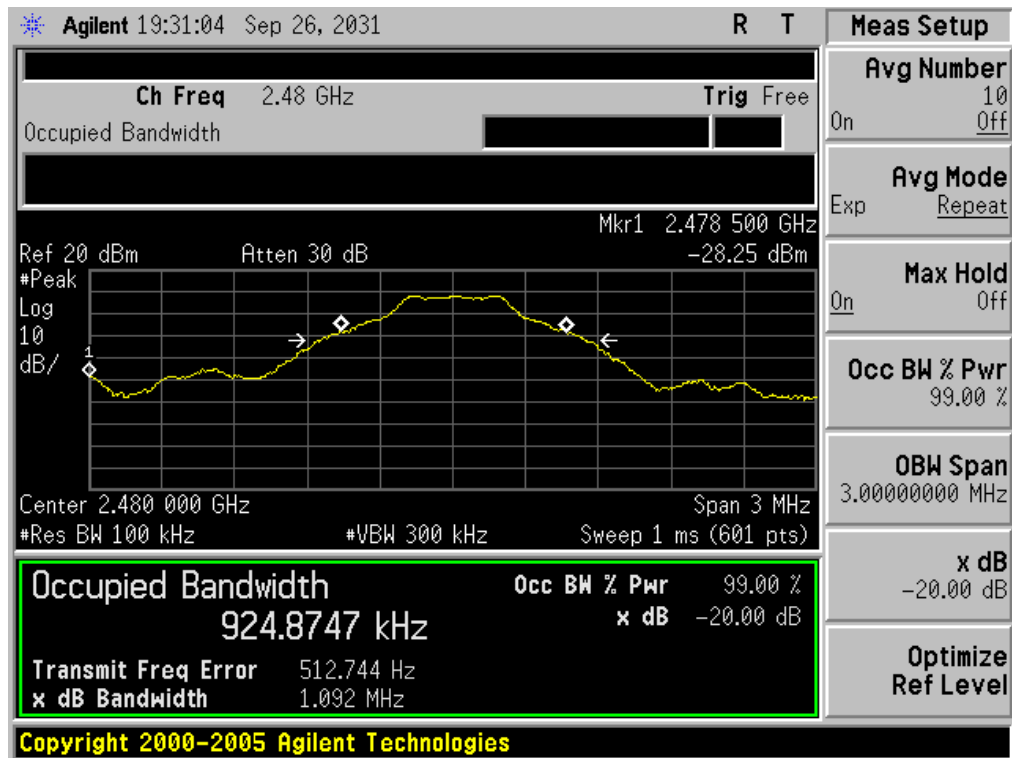 Agilent 19:31:04 Sep 26, 2031 R T
Ch Freq 2.48 GHz Trig Free
Occupied Bandwidth
Mkr1 2.478 500 GHz
Ref 20 dBm Atten 30 dB -28.25 dBm
#Peak
Log
10
dB/
1
Center 2.480 000 GHz Span 3 MHz
#Res BW 100 kHz #VBW 300 kHz Sweep 1 ms (601 pts)
Occupied Bandwidth Occ BW % Pwr 99.00 %
924.8747 kHz x dB -20.00 dB
Transmit Freq Error 512.744 Hz
x dB Bandwidth 1.092 MHz
Copyright 2000-2005 Agilent Technologies
Meas Setup
Avg Number
10
On Off
Avg Mode
Exp Repeat
Max Hold
On Off
Occ BW % Pwr
99.00 %
OBW Span
3.00000000 MHz
x dB
-20.00 dB
Optimize
Ref Level